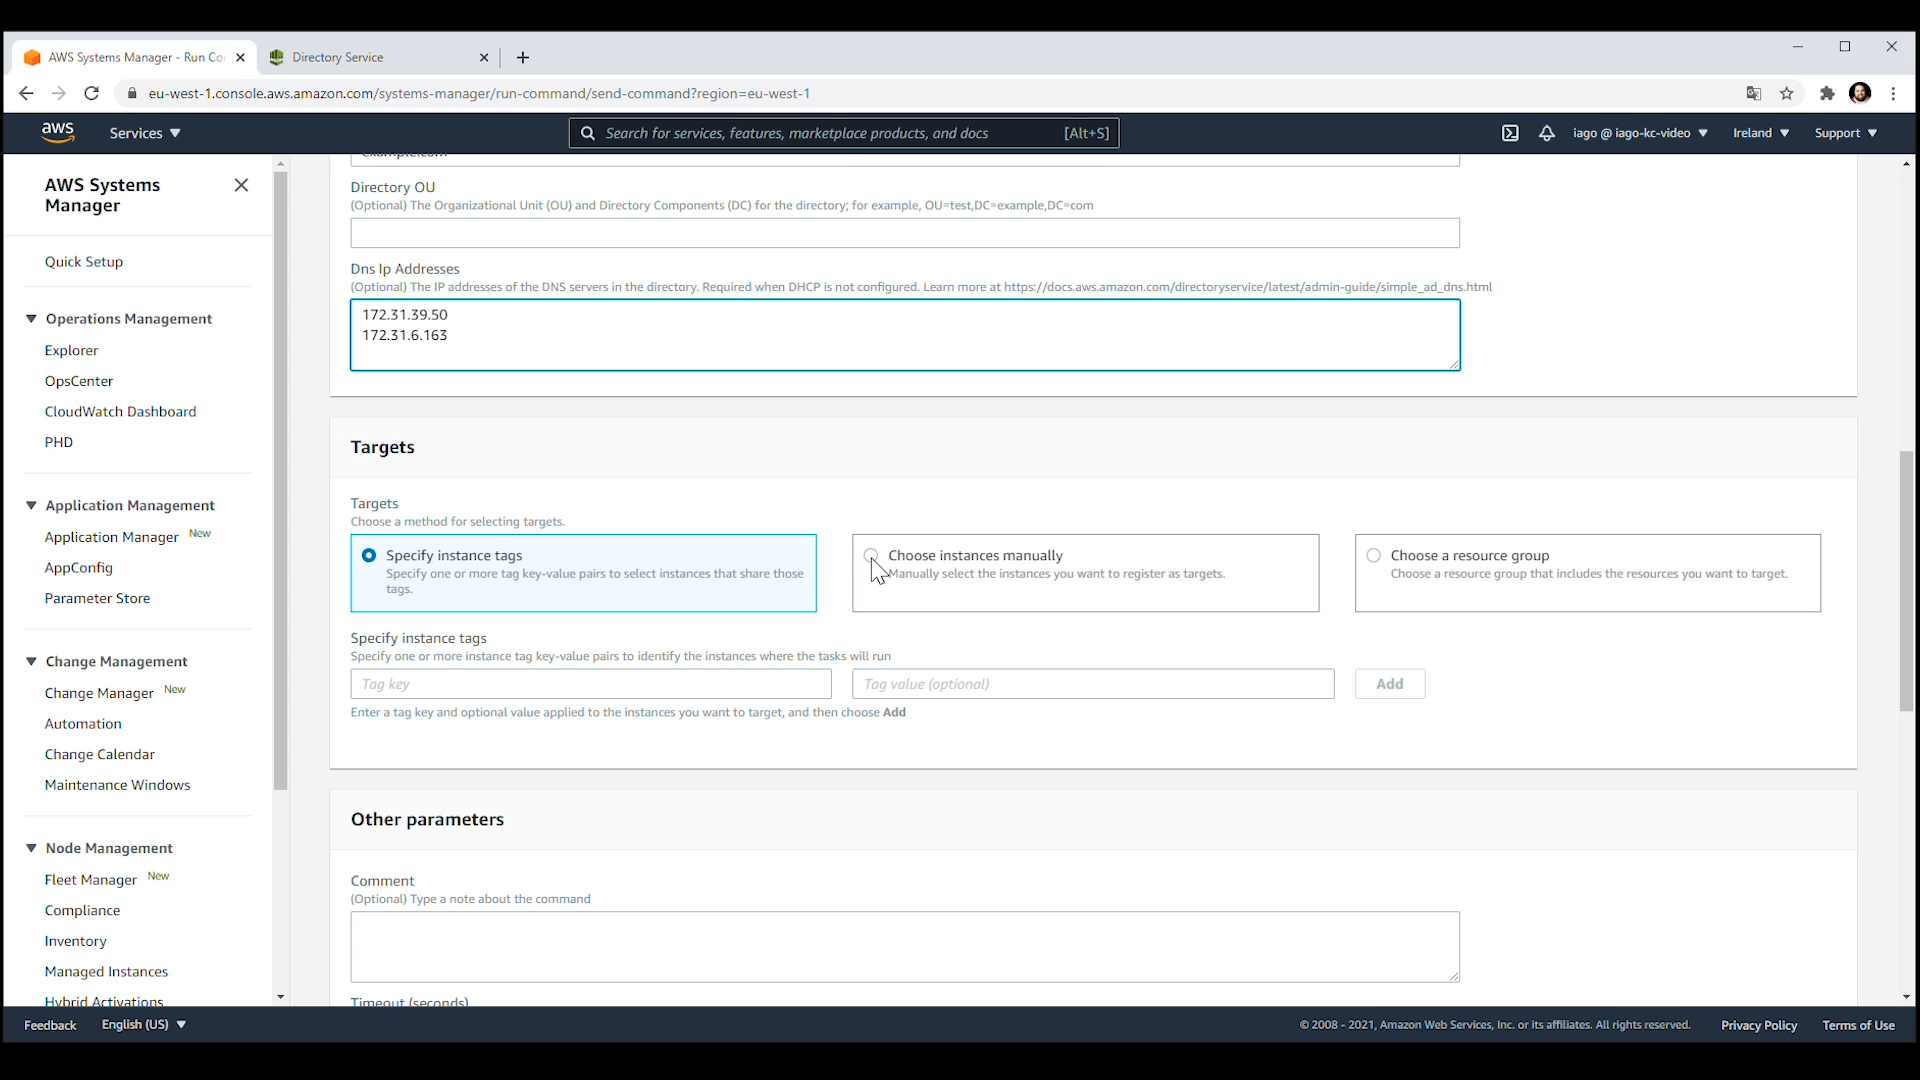 AWS Systems Manager - Run Co
Directory Service
eu-west-1.console.aws.amazon.com/systems-manager/run-command/send-command?region=eu-west-1
aws
Services
Search for services, features, marketplace products, and docs
[Alt+S]
iago @ iago-kc-video
Ireland
Support
AWS Systems
Manager
Quick Setup
Operations Management
Explorer
OpsCenter
CloudWatch Dashboard
PHD
Application Management
Application Manager New
AppConfig
Parameter Store
Change Management
Change Manager New
Automation
Change Calendar
Maintenance Windows
Node Management
Fleet Manager New
Compliance
Inventory
Managed Instances
Hybrid Activations
example.com
Directory OU
(Optional) The Organizational Unit (OU) and Directory Components (DC) for the directory; for example, OU=test,DC=example,DC=com
Dns Ip Addresses
(Optional) The IP addresses of the DNS servers in the directory. Required when DHCP is not configured. Learn more at https://docs.aws.amazon.com/directoryservice/latest/admin-guide/simple_ad_dns.html
172.31.39.50
172.31.6.163
Targets
Targets
Choose a method for selecting targets.
Specify instance tags
Specify one or more tag key-value pairs to select instances that share those
tags.
Choose instances manually
Manually select the instances you want to register as targets.
Choose a resource group
Choose a resource group that includes the resources you want to target.
Specify instance tags
Specify one or more instance tag key-value pairs to identify the instances where the tasks will run
Tag key
Tag value (optional)
Add
Enter a tag key and optional value applied to the instances you want to target, and then choose Add
Other parameters
Comment
(Optional) Type a note about the command
Timeout (seconds)
Feedback
English (US)
© 2008 - 2021, Amazon Web Services, Inc. or its affiliates. All rights reserved.
Privacy Policy
Terms of Use